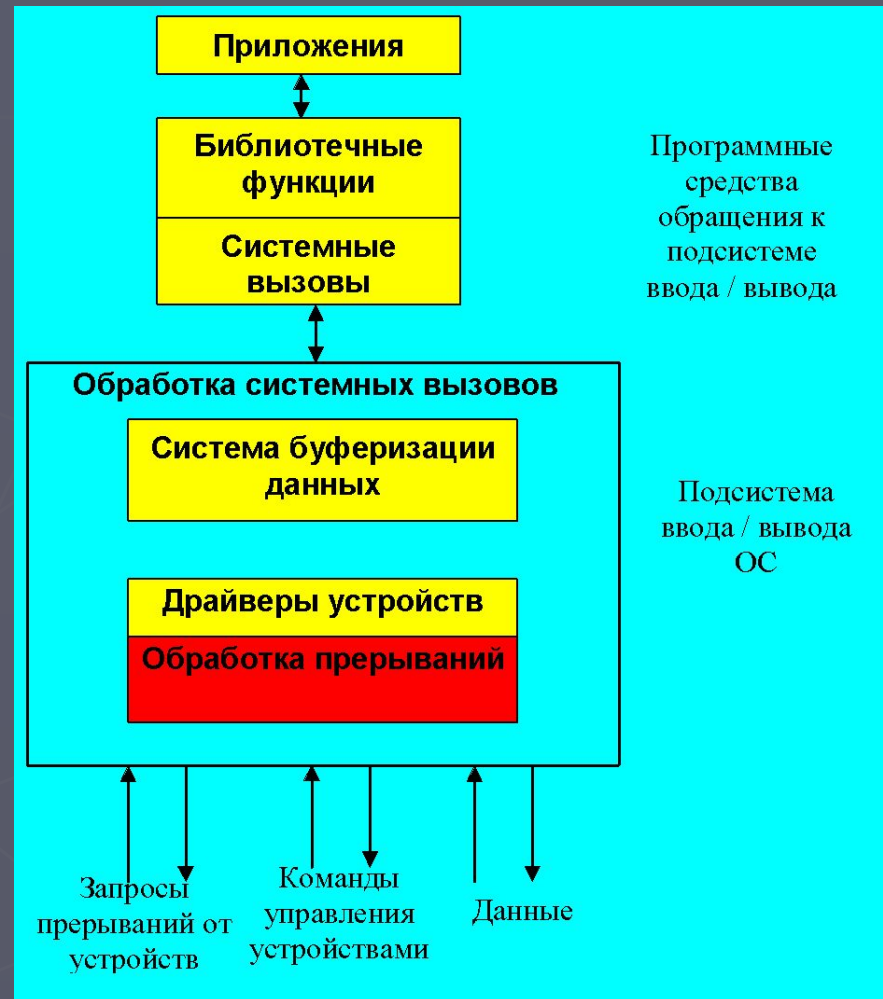 Приложения
Библиотечные
функции
Системные
вызовы
Программные
средства
обращения к
подсистеме
ввода / вывода
Обработка системных вызовов
Система буферизации
данных
Драйверы устройств
Обработка прерываний
Подсистема
ввода / вывода
ОС
Запросы
прерываний от
устройств
Команды
управления
устройствами
Данные